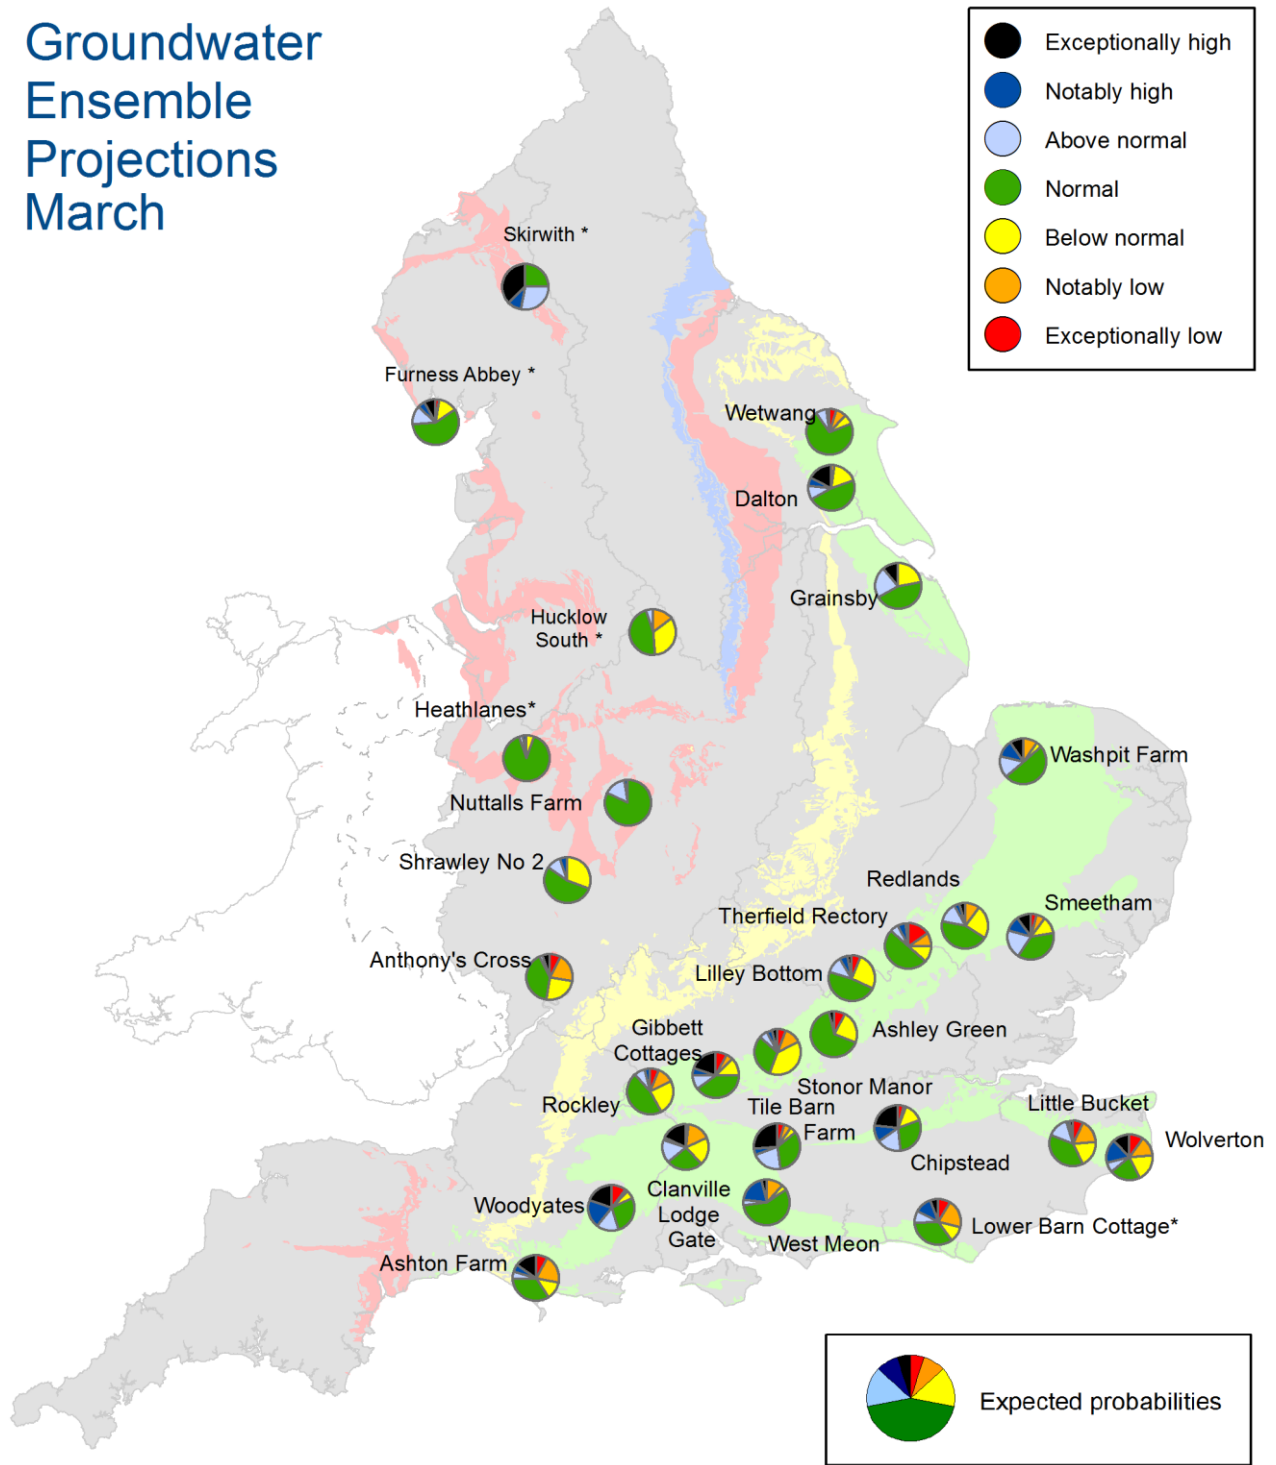 Groundwater
Ensemble
Projections
March
Exceptionally high
Notably high
Above normal
Normal
Below normal
Notably low
Exceptionally low
Skirwith *
Furness Abbey *
Wetwang
Dalton
Grainsby
Hucklow
South *
Heathlanes*
Washpit Farm
Nuttalls Farm
Shrawley No 2
Redlands
Smeetham
Therfield Rectory
Anthony's Cross
Lilley Bottom
Gibbett
Cottages
Ashley Green
Stonor Manor
Rockley
Tile Barn
Farm
Little Bucket
Wolverton
Chipstead
Woodyates
Clanville
Lodge
Gate
West Meon
Lower Barn Cottage*
Ashton Farm
Expected probabilities